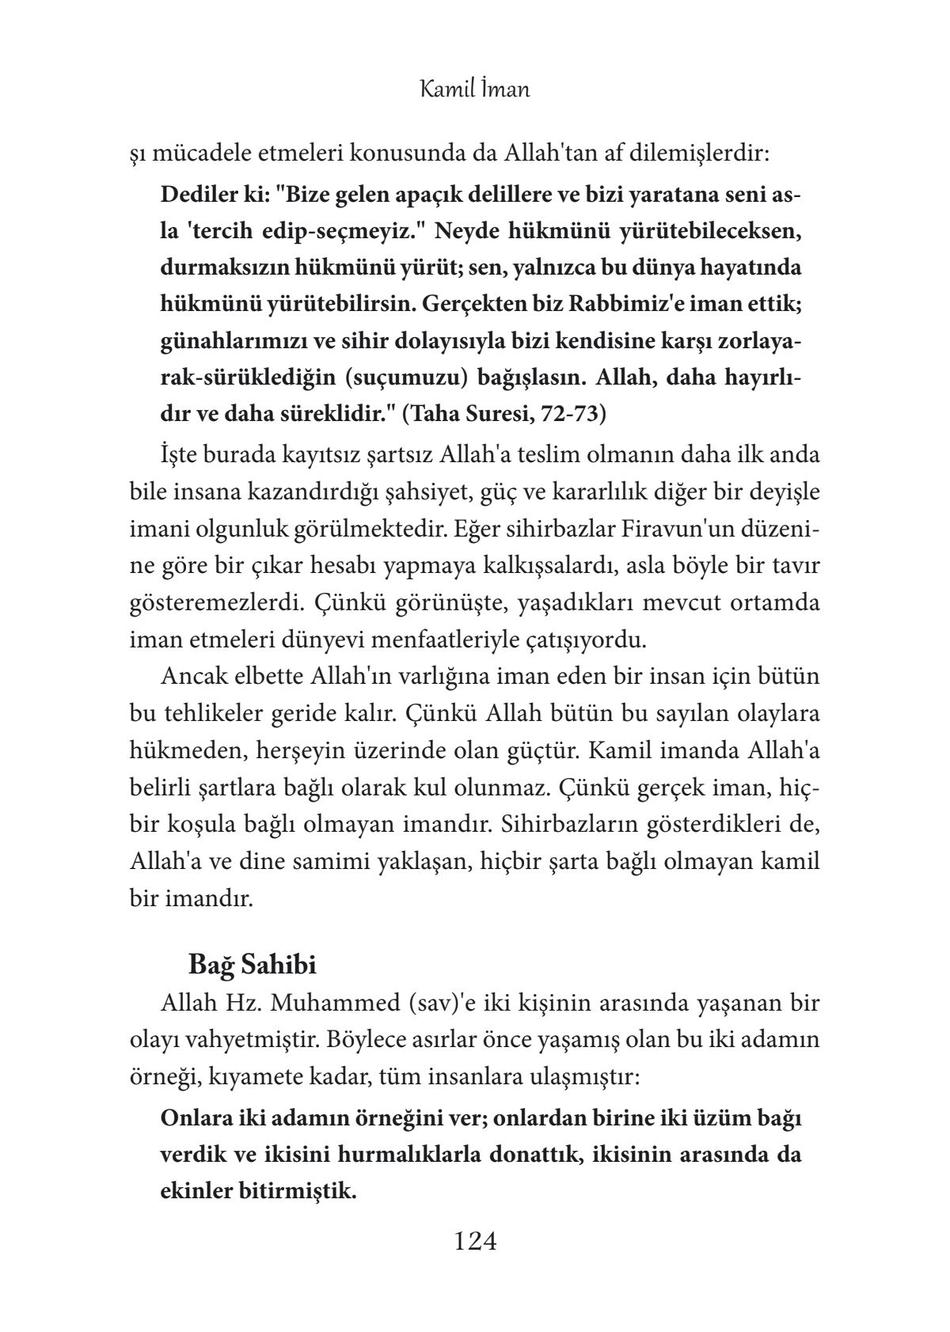 Kamil İman
şı mücadele etmeleri konusunda da Allah'tan af dilemişlerdir:
Dediler ki: "Bize gelen apaçık delillere ve bizi yaratana seni as-
la 'tercih edip-seçmeyiz." Neyde hükmünü yürütebileceksen,
durmaksızın hükmünü yürüt; sen, yalnızca bu dünya hayatında
hükmünü yürütebilirsin. Gerçekten biz Rabbimiz'e iman ettik;
günahlarımızı ve sihir dolayısıyla bizi kendisine karşı zorlaya-
rak-sürüklediğin (suçumuzu) bağışlasın. Allah, daha hayırlı-
dır ve daha süreklidir." (Taha Suresi, 72-73)
İşte burada kayıtsız şartsız Allah'a teslim olmanın daha ilk anda
bile insana kazandırdığı şahsiyet, güç ve kararlılık diğer bir deyişle
imani olgunluk görülmektedir. Eğer sihirbazlar Firavun'un düzeni-
ne göre bir çıkar hesabı yapmaya kalkışsalardı, asla böyle bir tavır
gösteremezlerdi. Çünkü görünüşte, yaşadıkları mevcut ortamda
iman etmeleri dünyevi menfaatleriyle çatışıyordu.
Ancak elbette Allah'ın varlığına iman eden bir insan için bütün
bu tehlikeler geride kalır. Çünkü Allah bütün bu sayılan olaylara
hükmeden, herşeyin üzerinde olan güçtür. Kamil imanda Allah'a
belirli şartlara bağlı olarak kul olunmaz. Çünkü gerçek iman, hiç-
bir koşula bağlı olmayan imandır. Sihirbazların gösterdikleri de,
Allah'a ve dine samimi yaklaşan, hiçbir şarta bağlı olmayan kamil
bir imandır.
Bağ Sahibi
Allah Hz. Muhammed (sav)'e iki kişinin arasında yaşanan bir
olayı vahyetmiştir. Böylece asırlar önce yaşamış olan bu iki adamın
örneği, kıyamete kadar, tüm insanlara ulaşmıştır:
Onlara iki adamın örneğini ver; onlardan birine iki üzüm bağı
verdik ve ikisini hurmalıklarla donattık, ikisinin arasında da
ekinler bitirmiştik.
124